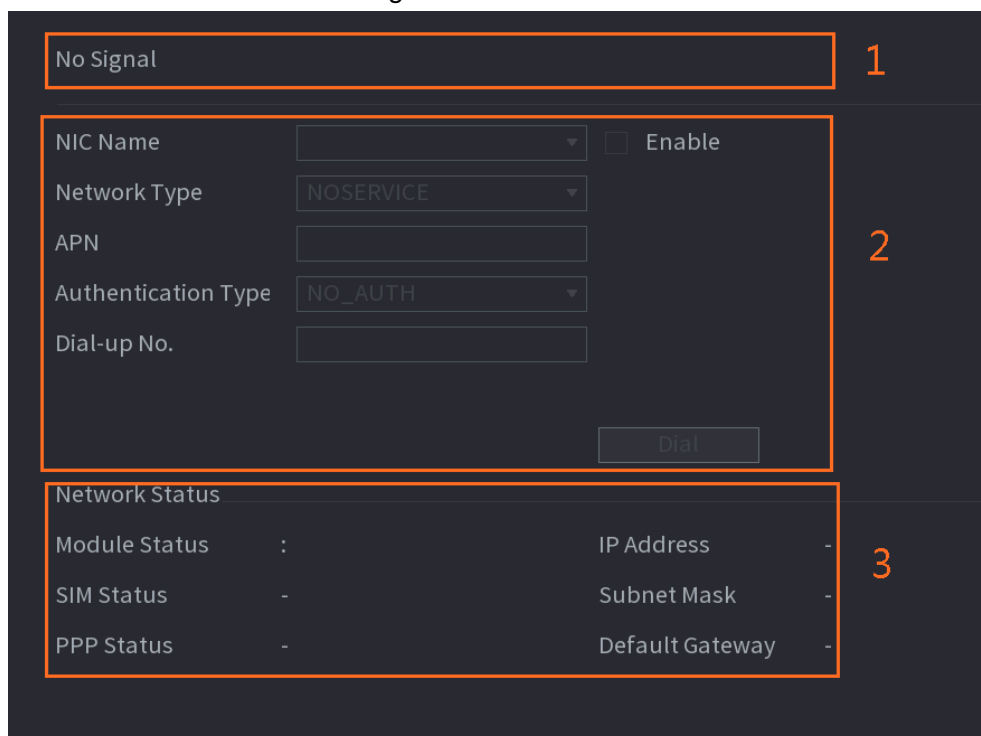 No Signal
1
NIC Name Enable
Network Type NOSERVICE
APN
2
Authentication Type NO_AUTH
Dial-up No.
Dial
Network Status
Module Status : IP Address -
3
SIM Status - Subnet Mask -
PPP Status - Default Gateway -